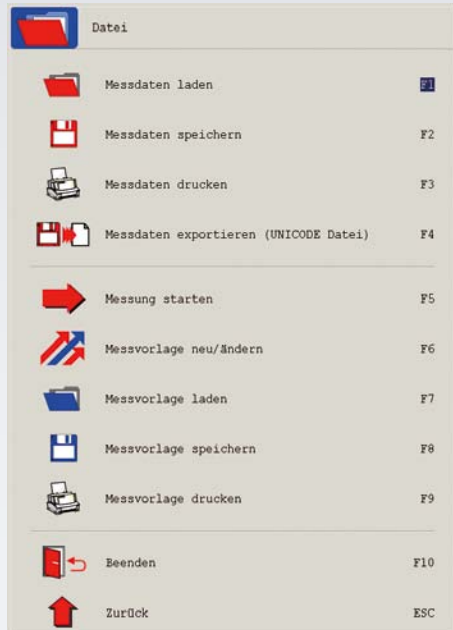 Datei
Messdaten laden F1
Messdaten speichern F2
Messdaten drucken F3
Messdaten exportieren (UNICODE Datei) F4
Messung starten F5
Messvorlage neu/Ändern F6
Messvorlage laden F7
Messvorlage speichern F8
Messvorlage drucken F9
Beenden F10
Zurück ESC